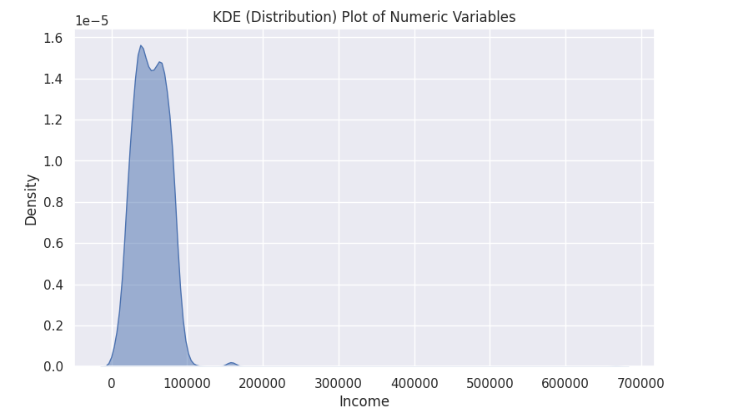 KDE (Distribution) Plot of Numeric Variables
1e−5
1.6
1.4
1.2
1.0
0.8
0.6
0.4
0.2
0.0
Density
0 100000 200000 300000 400000 500000 600000 700000
Income